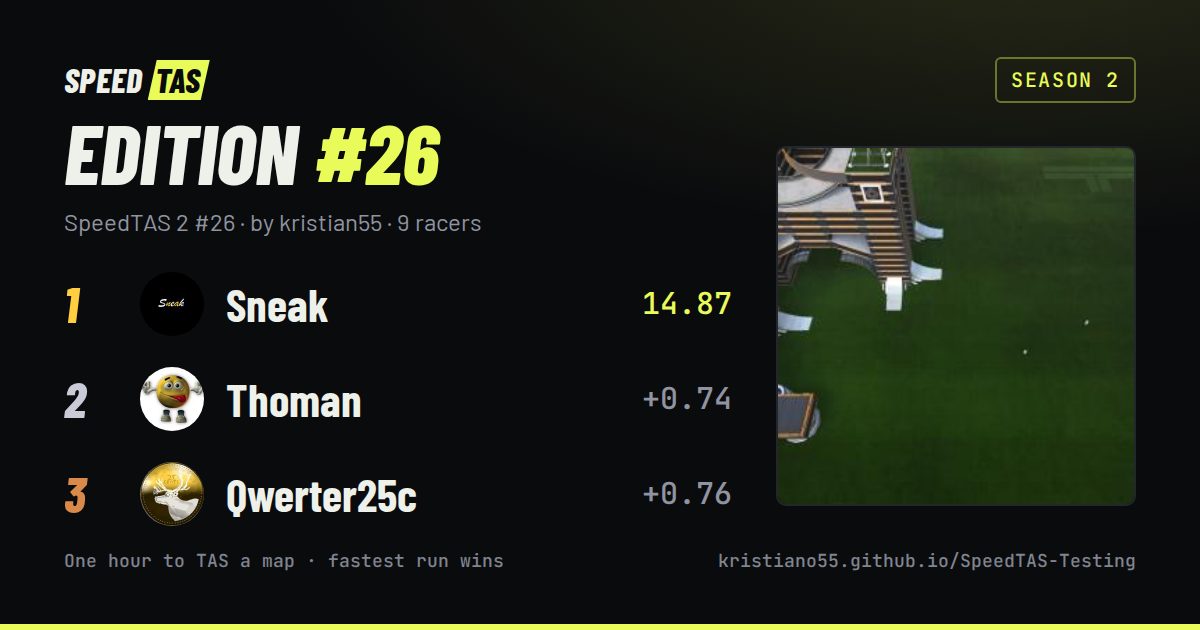 SPEED TAS
SEASON 2
EDITION #26
SpeedTAS 2 #26 · by kristian55 · 9 racers
1 Sneak Sneak 14.87
2 Thoman +0.74
3 Qwerter25c +0.76
One hour to TAS a map · fastest run wins
kristiano55.github.io/SpeedTAS-Testing